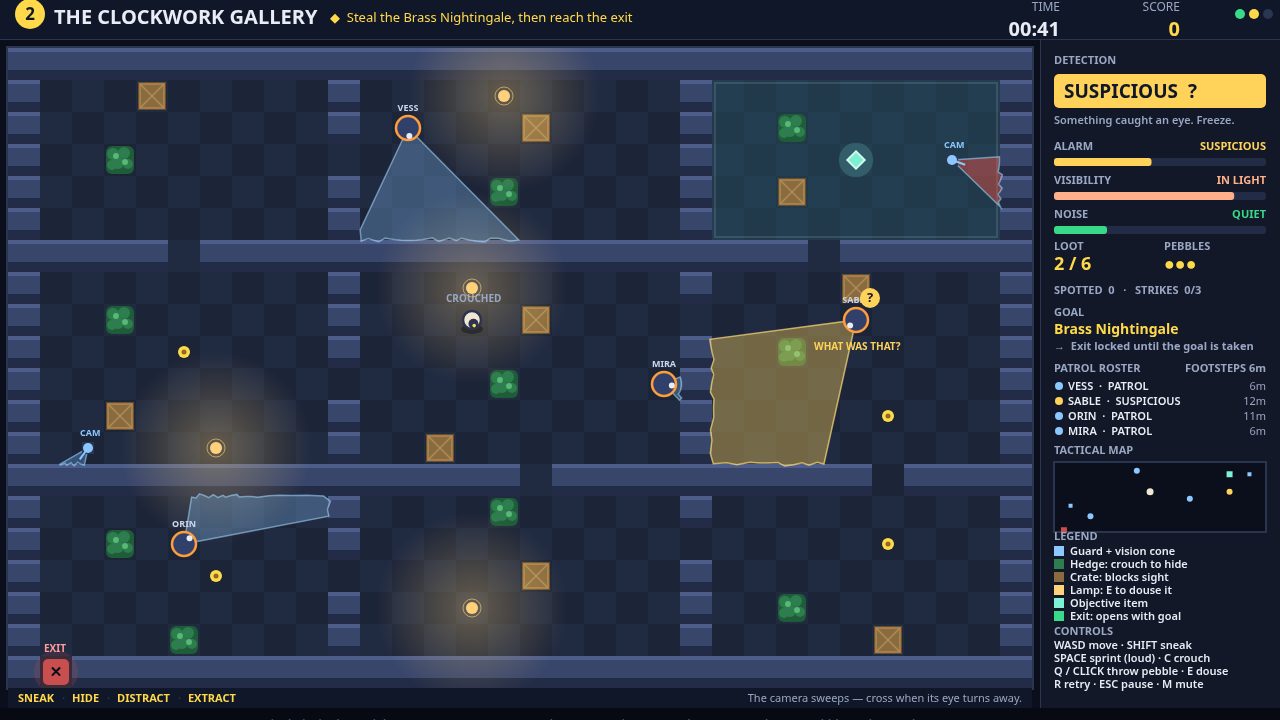 2 THE CLOCKWORK GALLERY ◆ Steal the Brass Nightingale, then reach the exit
TIME
00:41
SCORE
0
VESS
CAM
CROUCHED
?
WHAT WAS THAT?
MIRA
CAM
ORIN
EXIT
✕
SNEAK · HIDE · DISTRACT · EXTRACT
The camera sweeps — cross when its eye turns away.
DETECTION
SUSPICIOUS ?
Something caught an eye. Freeze.
ALARM SUSPICIOUS
VISIBILITY IN LIGHT
NOISE QUIET
LOOT PEBBLES
2 / 6 ●●●
SPOTTED 0 · STRIKES 0/3
GOAL
Brass Nightingale
→ Exit locked until the goal is taken
PATROL ROSTER FOOTSTEPS 6m
VESS · PATROL 6m
SABLE · SUSPICIOUS 12m
ORIN · PATROL 11m
MIRA · PATROL 6m
TACTICAL MAP
LEGEND
Guard + vision cone
Hedge: crouch to hide
Crate: blocks sight
Lamp: E to douse it
Objective item
Exit: opens with goal
CONTROLS
WASD move · SHIFT sneak
SPACE sprint (loud) · C crouch
Q / CLICK throw pebble · E douse
R retry · ESC pause · M mute